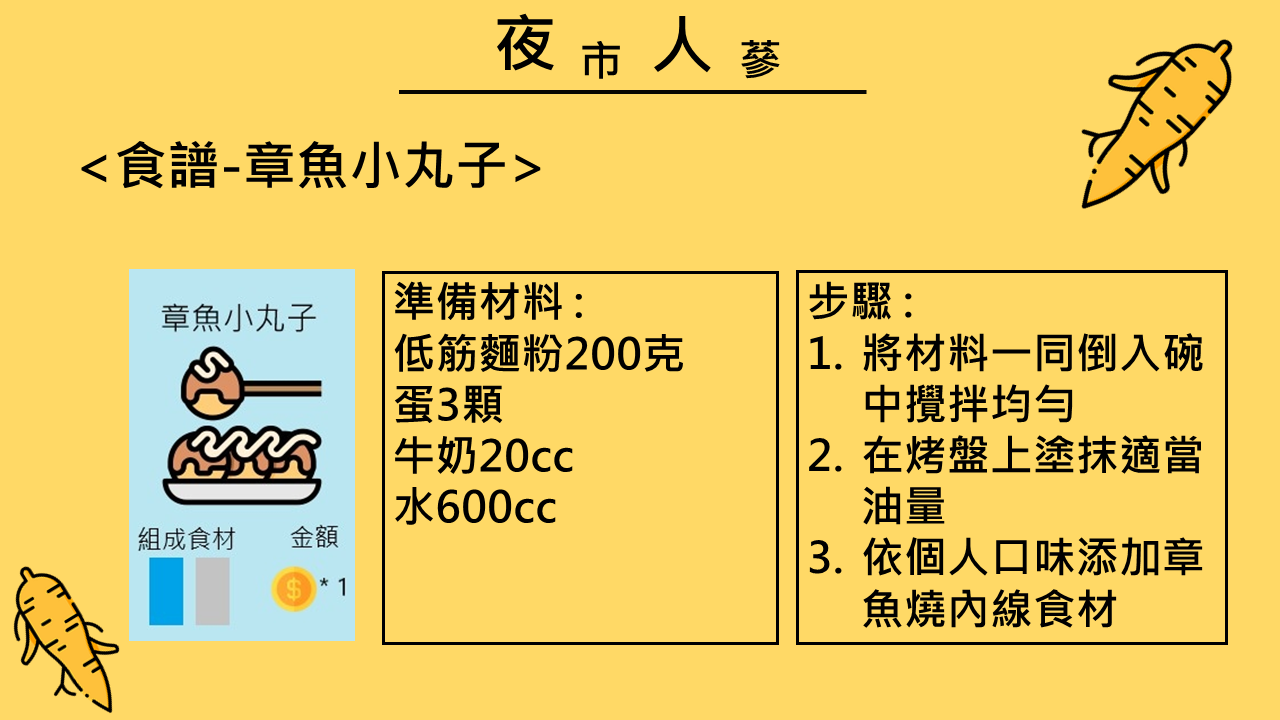 夜市人蔘
<食譜-章魚小丸子>
章魚小丸子
組成食材
金額
$
* 1
準備材料:
低筋麵粉200克
蛋3顆
牛奶20cc
水600cc
步驟:
1. 將材料一同倒入碗
中攪拌均勻
2. 在烤盤上塗抹適當
油量
3. 依個人口味添加章
魚燒內線食材